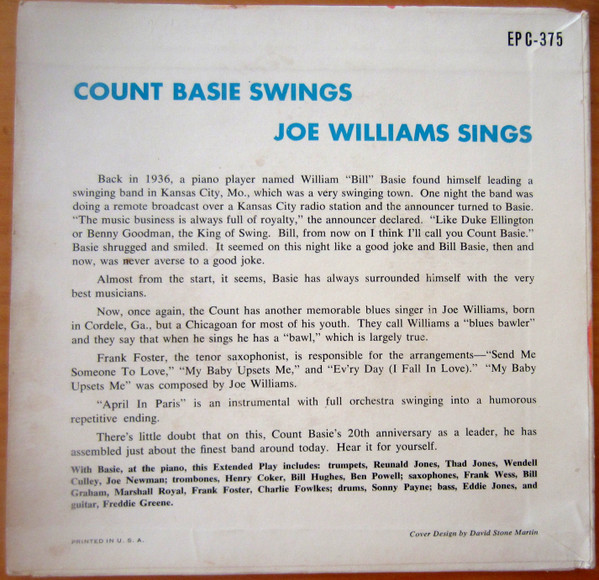 EPC-375
COUNT BASIE SWINGS
JOE WILLIAMS SINGS
Back in 1936, a piano player named William "Bill" Basie found himself leading a
swinging band in Kansas City, Mo., which was a very swinging town. One night the band was
doing a remote broadcast over a Kansas City radio station and the announcer turned to Basie.
"The music business is always full of royalty," the announcer declared. "Like Duke Ellington
or Benny Goodman, the King of Swing. Bill, from now on I think I'll call you Count Basie."
Basie shrugged and smiled. It seemed on this night like a good joke and Bill Basie, then and
now, was never averse to a good joke.
Almost from the start, it seems, Basie has always surrounded himself with the very
best musicians.
Now, once again, the Count has another memorable blues singer in Joe Williams, born
in Cordele, Ga., but a Chicagoan for most of his youth. They call Williams a "blues bawler"
and they say that when he sings he has a "bawl," which is largely true.
Frank Foster, the tenor saxophonist, is responsible for the arrangements—"Send Me
Someone To Love," "My Baby Upsets Me," and "Ev'ry Day (I Fall In Love)." "My Baby
Upsets Me" was composed by Joe Williams.
"April In Paris" is an instrumental with full orchestra swinging into a humorous
repetitive ending.
There's little doubt that on this, Count Basie's 20th anniversary as a leader, he has
assembled just about the finest band around today. Hear it for yourself.
With Basie, at the piano, this Extended Play includes: trumpets, Reunald Jones, Thad Jones, Wendell
Culley, Joe Newman; trombones, Henry Coker, Bill Hughes, Ben Powell; saxophones, Frank Wess, Bill
Graham, Marshall Royal, Frank Foster, Charlie Fowlkes; drums, Sonny Payne; bass, Eddie Jones, and
guitar, Freddie Greene.
Cover Design by David Stone Martin
PRINTED IN U. S. A.